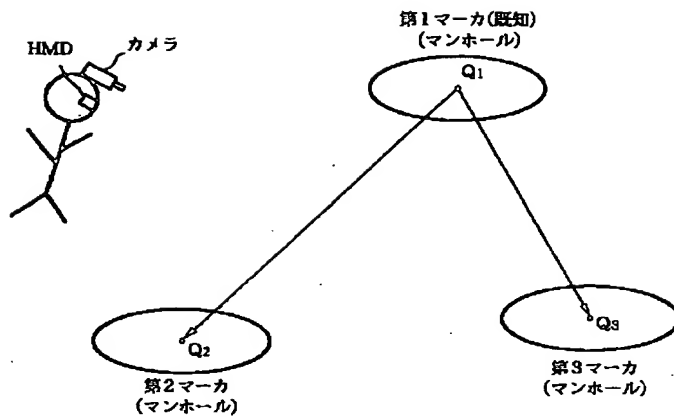 HMD
カメラ
第1マーカ(既知)
(マンホール)
Q1
Q2
第2マーカ
(マンホール)
Q3
第3マーカ
(マンホール)